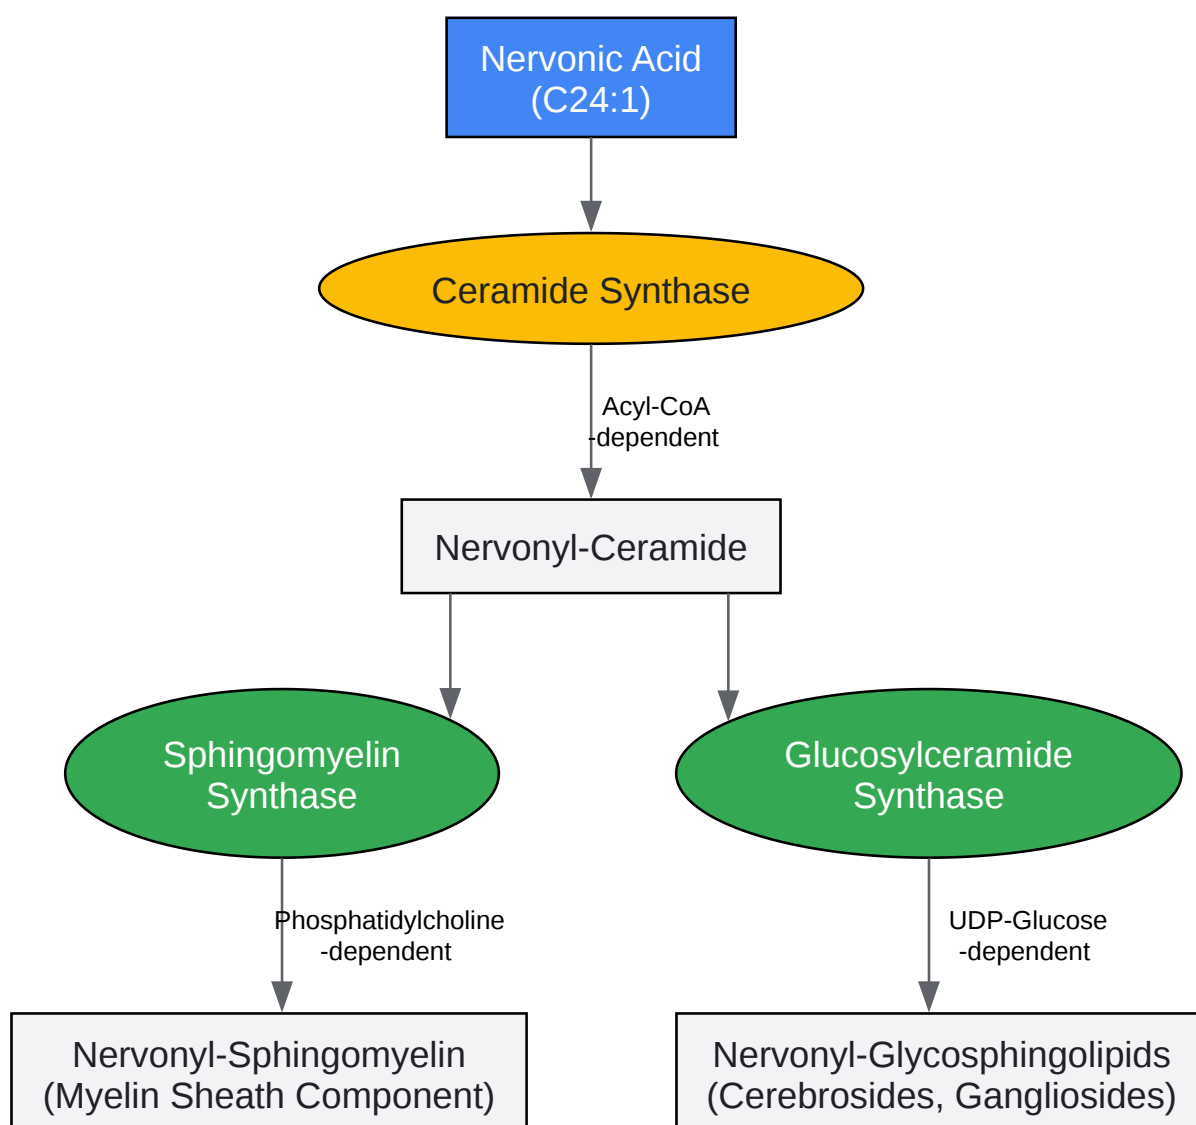 Nervonic Acid
(C24:1)
Ceramide Synthase
Acyl-CoA
-dependent
Nervonyl-Ceramide
Sphingomyelin
Synthase
Glucosylceramide
Synthase
Phosphatidylcholine
-dependent
UDP-Glucose
-dependent
Nervonyl-Sphingomyelin
(Myelin Sheath Component)
Nervonyl-Glycosphingolipids
(Cerebrosides, Gangliosides)